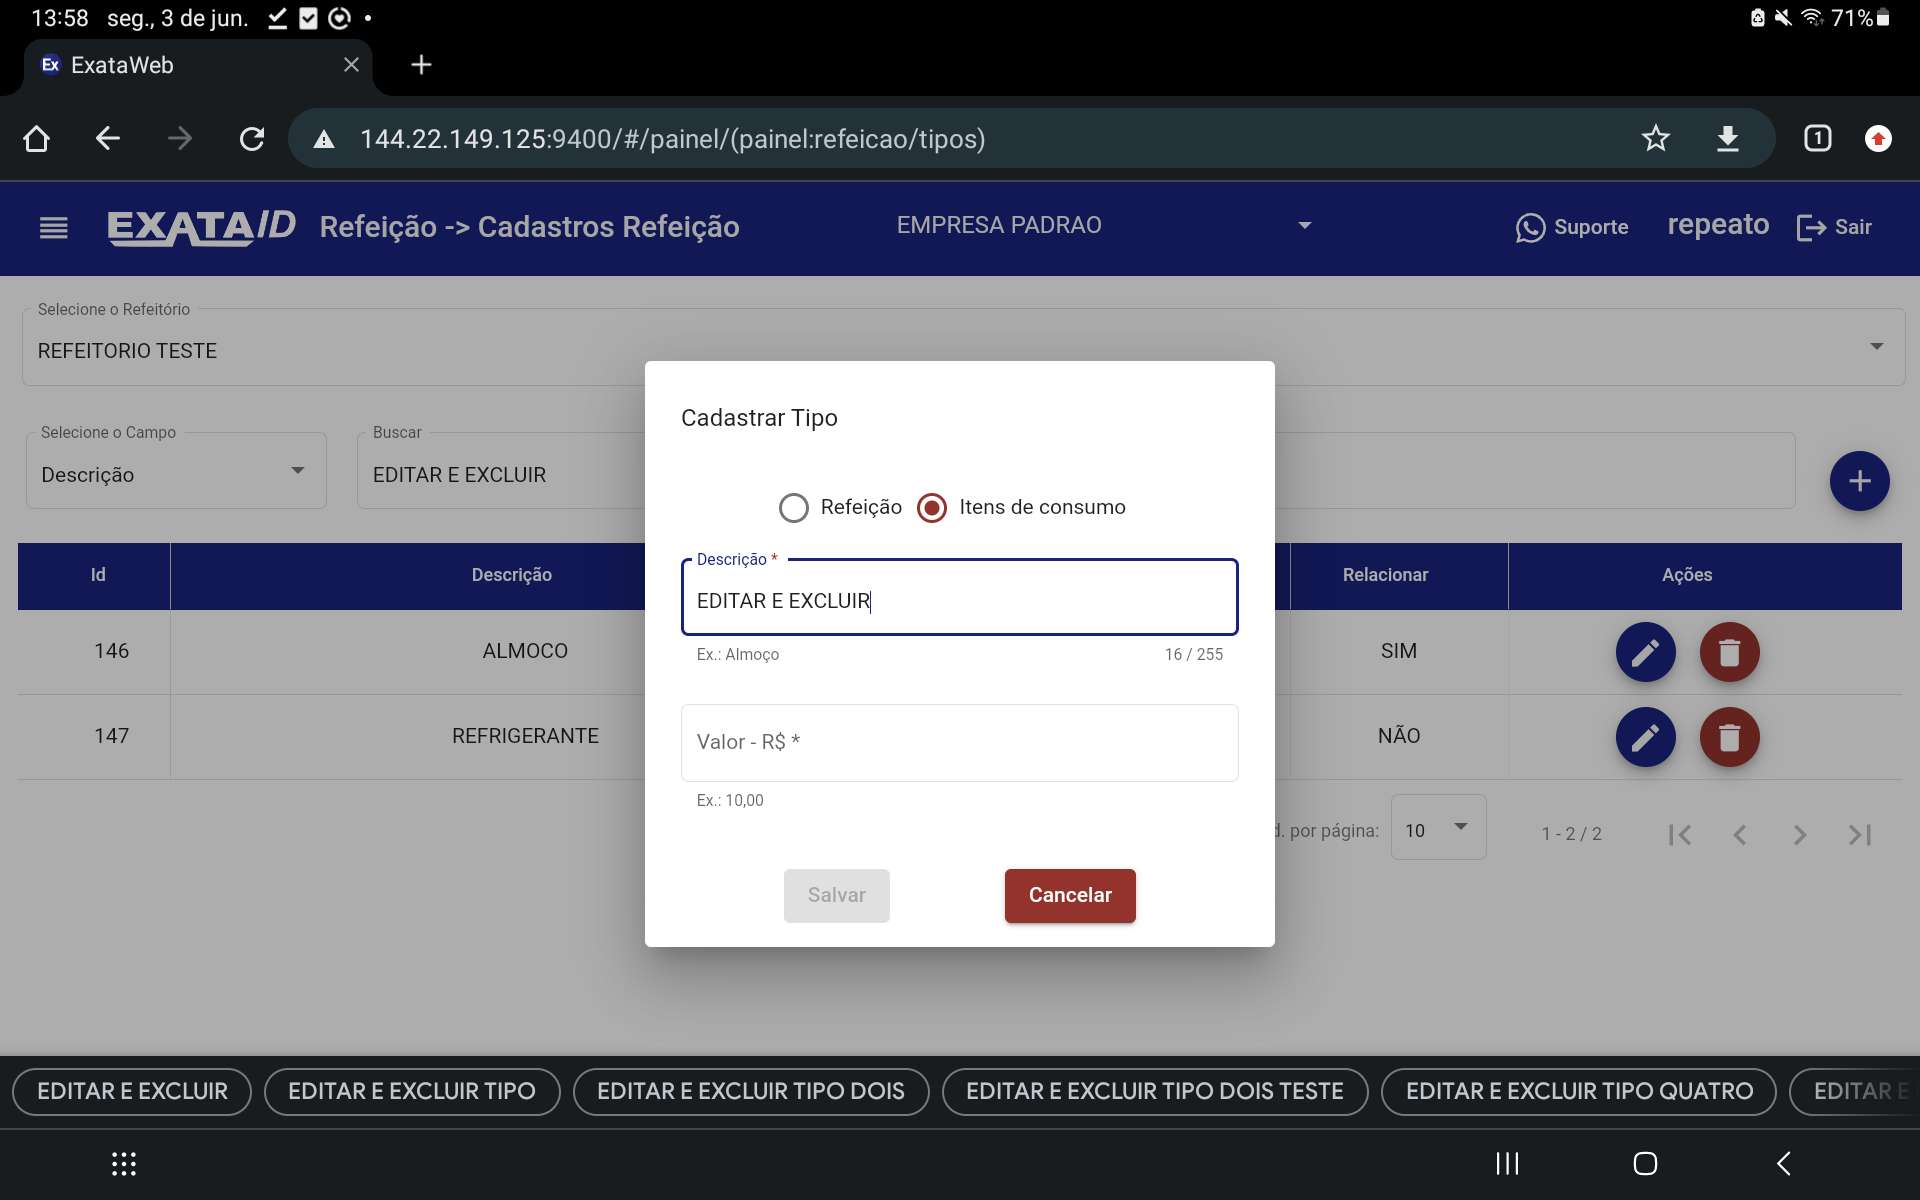 13:58 seg., 3 de jun. 71%
Ex ExataWeb
144.22.149.125:9400/#/painel/(painel:refeicao/tipos) 1
EXATAID Refeição -> Cadastros Refeição EMPRESA PADRAO Suporte repeato Sair
Selecione o Refeitório
REFEITORIO TESTE
Selecione o Campo
Descrição
Buscar
EDITAR E EXCLUIR
Id Descrição Relacionar Ações
146 ALMOCO SIM
147 REFRIGERANTE NÃO
d. por página: 10 1 - 2 / 2
Cadastrar Tipo
Refeição Itens de consumo
Descrição *
EDITAR E EXCLUIR
Ex.: Almoço 16 / 255
Valor - R$ *
Ex.: 10,00
Salvar Cancelar
EDITAR E EXCLUIR EDITAR E EXCLUIR TIPO EDITAR E EXCLUIR TIPO DOIS EDITAR E EXCLUIR TIPO DOIS TESTE EDITAR E EXCLUIR TIPO QUATRO EDITAR E